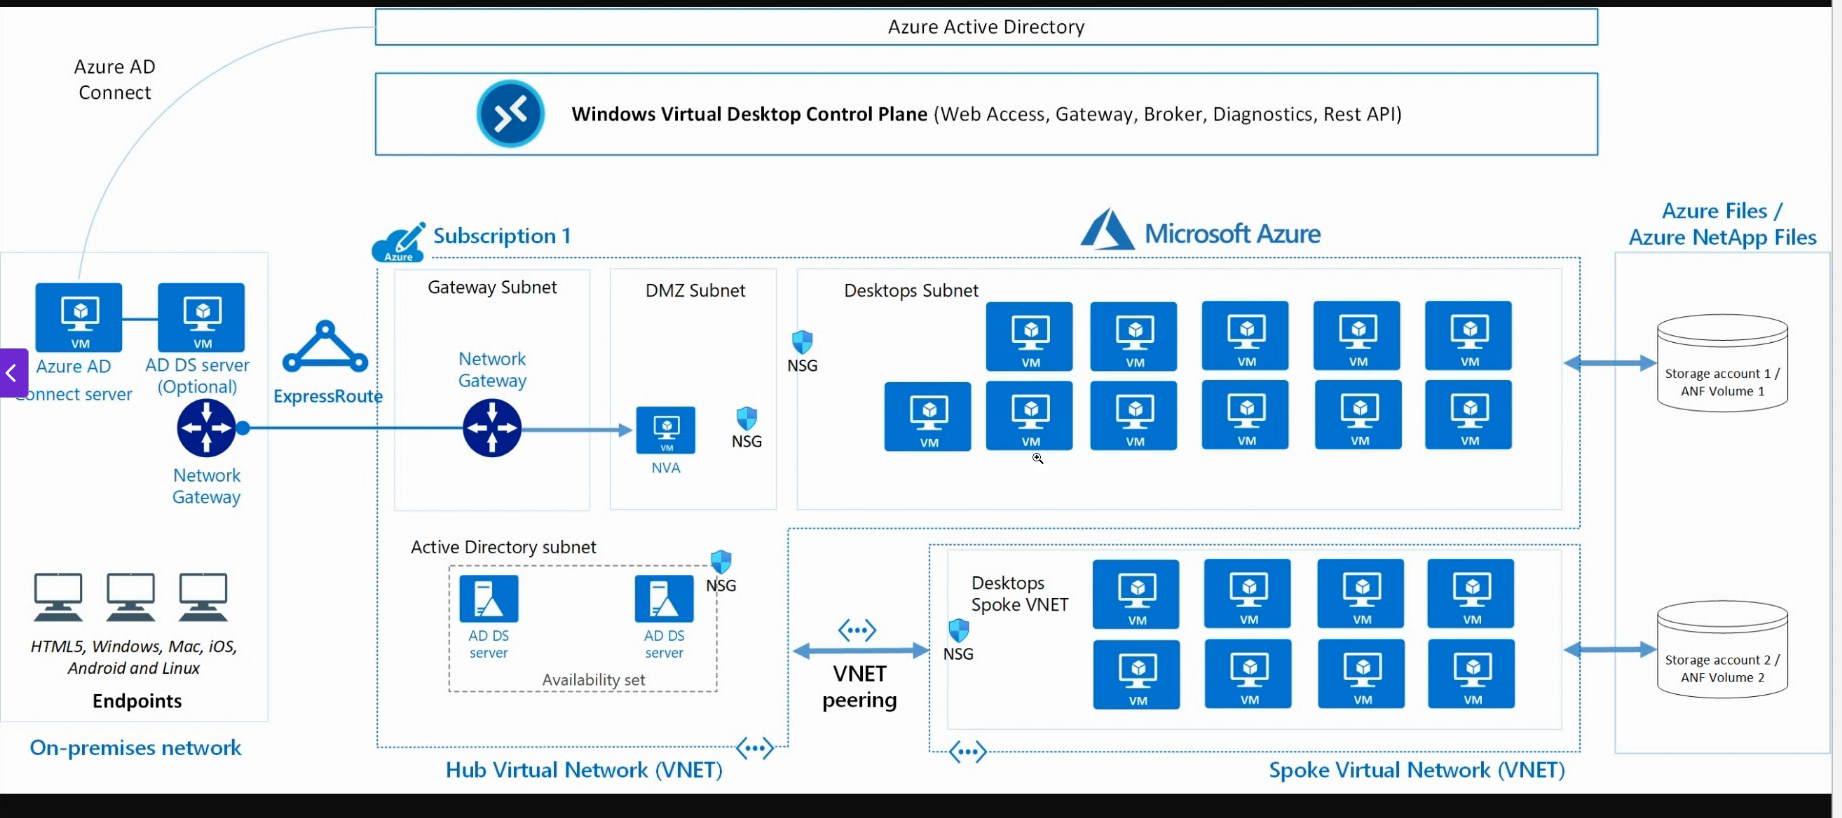 Azure Active Directory
Azure AD
Connect
Windows Virtual Desktop Control Plane (Web Access, Gateway, Broker, Diagnostics, Rest API)
Azure
Subscription 1
Microsoft Azure
Azure Files /
Azure NetApp Files
VM
VM
Azure AD
Connect server
AD DS server
(Optional)
ExpressRoute
Network
Gateway
HTML5, Windows, Mac, iOS,
Android and Linux
Endpoints
On-premises network
Gateway Subnet
Network
Gateway
DMZ Subnet
VM
NVA
NSG
Desktops Subnet
NSG
VM
VM
VM
VM
VM
VM
VM
VM
VM
VM
VM
Storage account 1 /
ANF Volume 1
Active Directory subnet
NSG
AD DS
server
AD DS
server
Availability set
Hub Virtual Network (VNET)
VNET
peering
Desktops
Spoke VNET
NSG
VM
VM
VM
VM
VM
VM
VM
VM
Storage account 2 /
ANF Volume 2
Spoke Virtual Network (VNET)